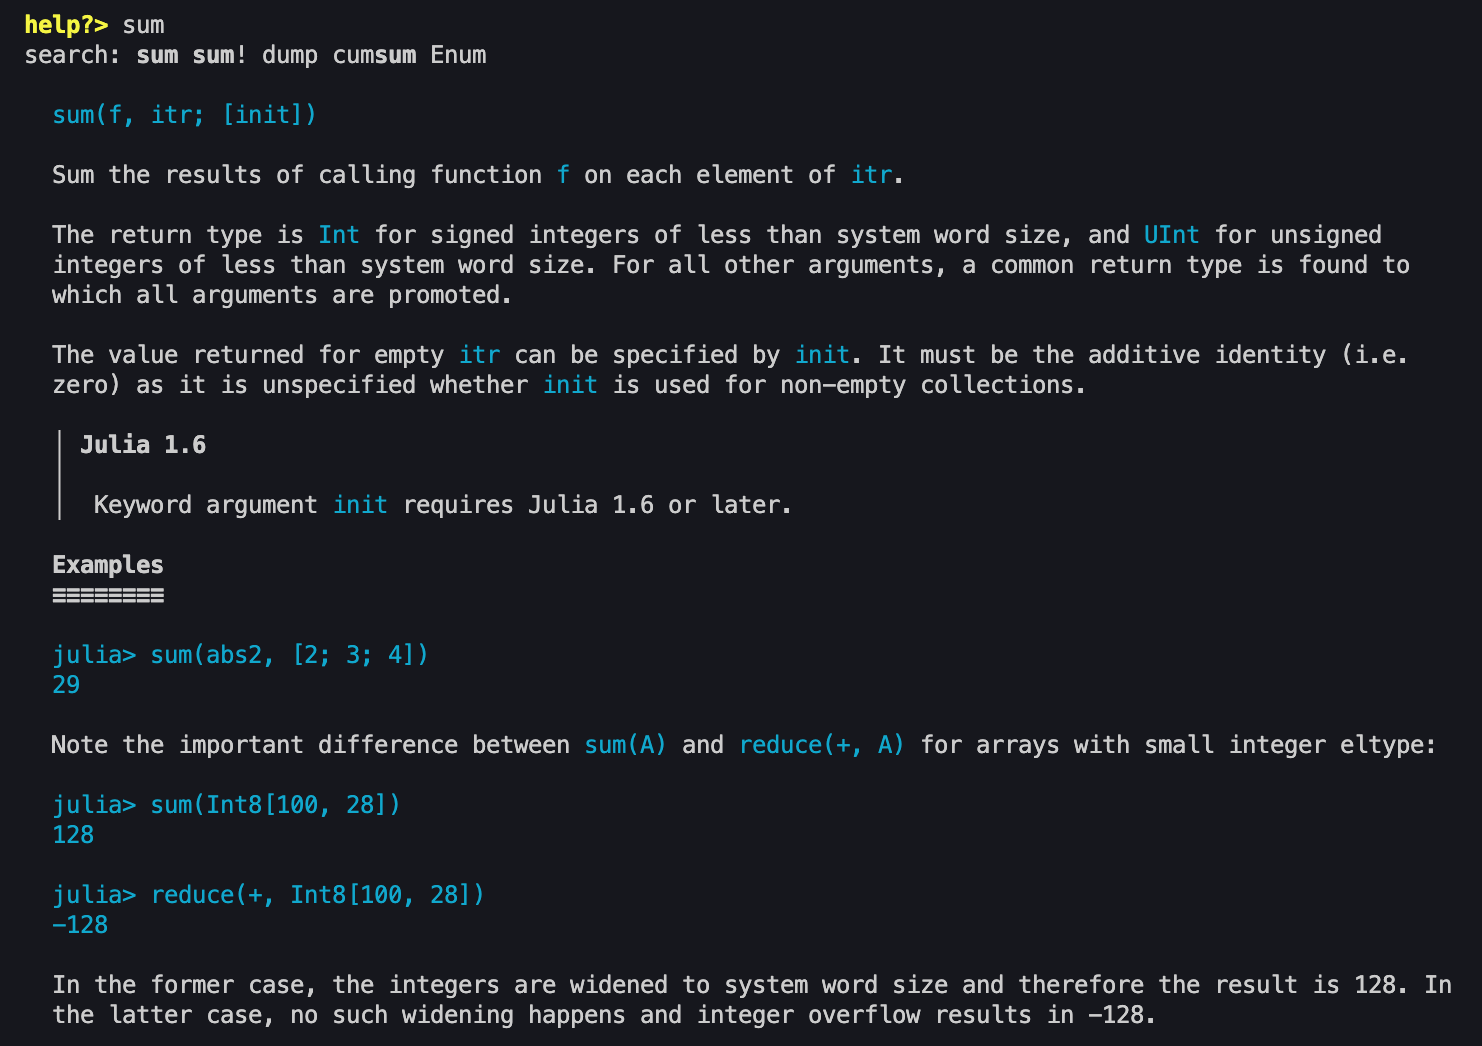 help?> sum
search: sum sum! dump cumsum Enum
sum(f, itr; [init])
Sum the results of calling function f on each element of itr.
The return type is Int for signed integers of less than system word size, and UInt for unsigned
integers of less than system word size. For all other arguments, a common return type is found to
which all arguments are promoted.
The value returned for empty itr can be specified by init. It must be the additive identity (i.e.
zero) as it is unspecified whether init is used for non-empty collections.
Julia 1.6
Keyword argument init requires Julia 1.6 or later.
Examples
≡≡≡≡≡≡≡≡
julia> sum(abs2, [2; 3; 4])
29
Note the important difference between sum(A) and reduce(+, A) for arrays with small integer eltype:
julia> sum(Int8[100, 28])
128
julia> reduce(+, Int8[100, 28])
-128
In the former case, the integers are widened to system word size and therefore the result is 128. In
the latter case, no such widening happens and integer overflow results in -128.